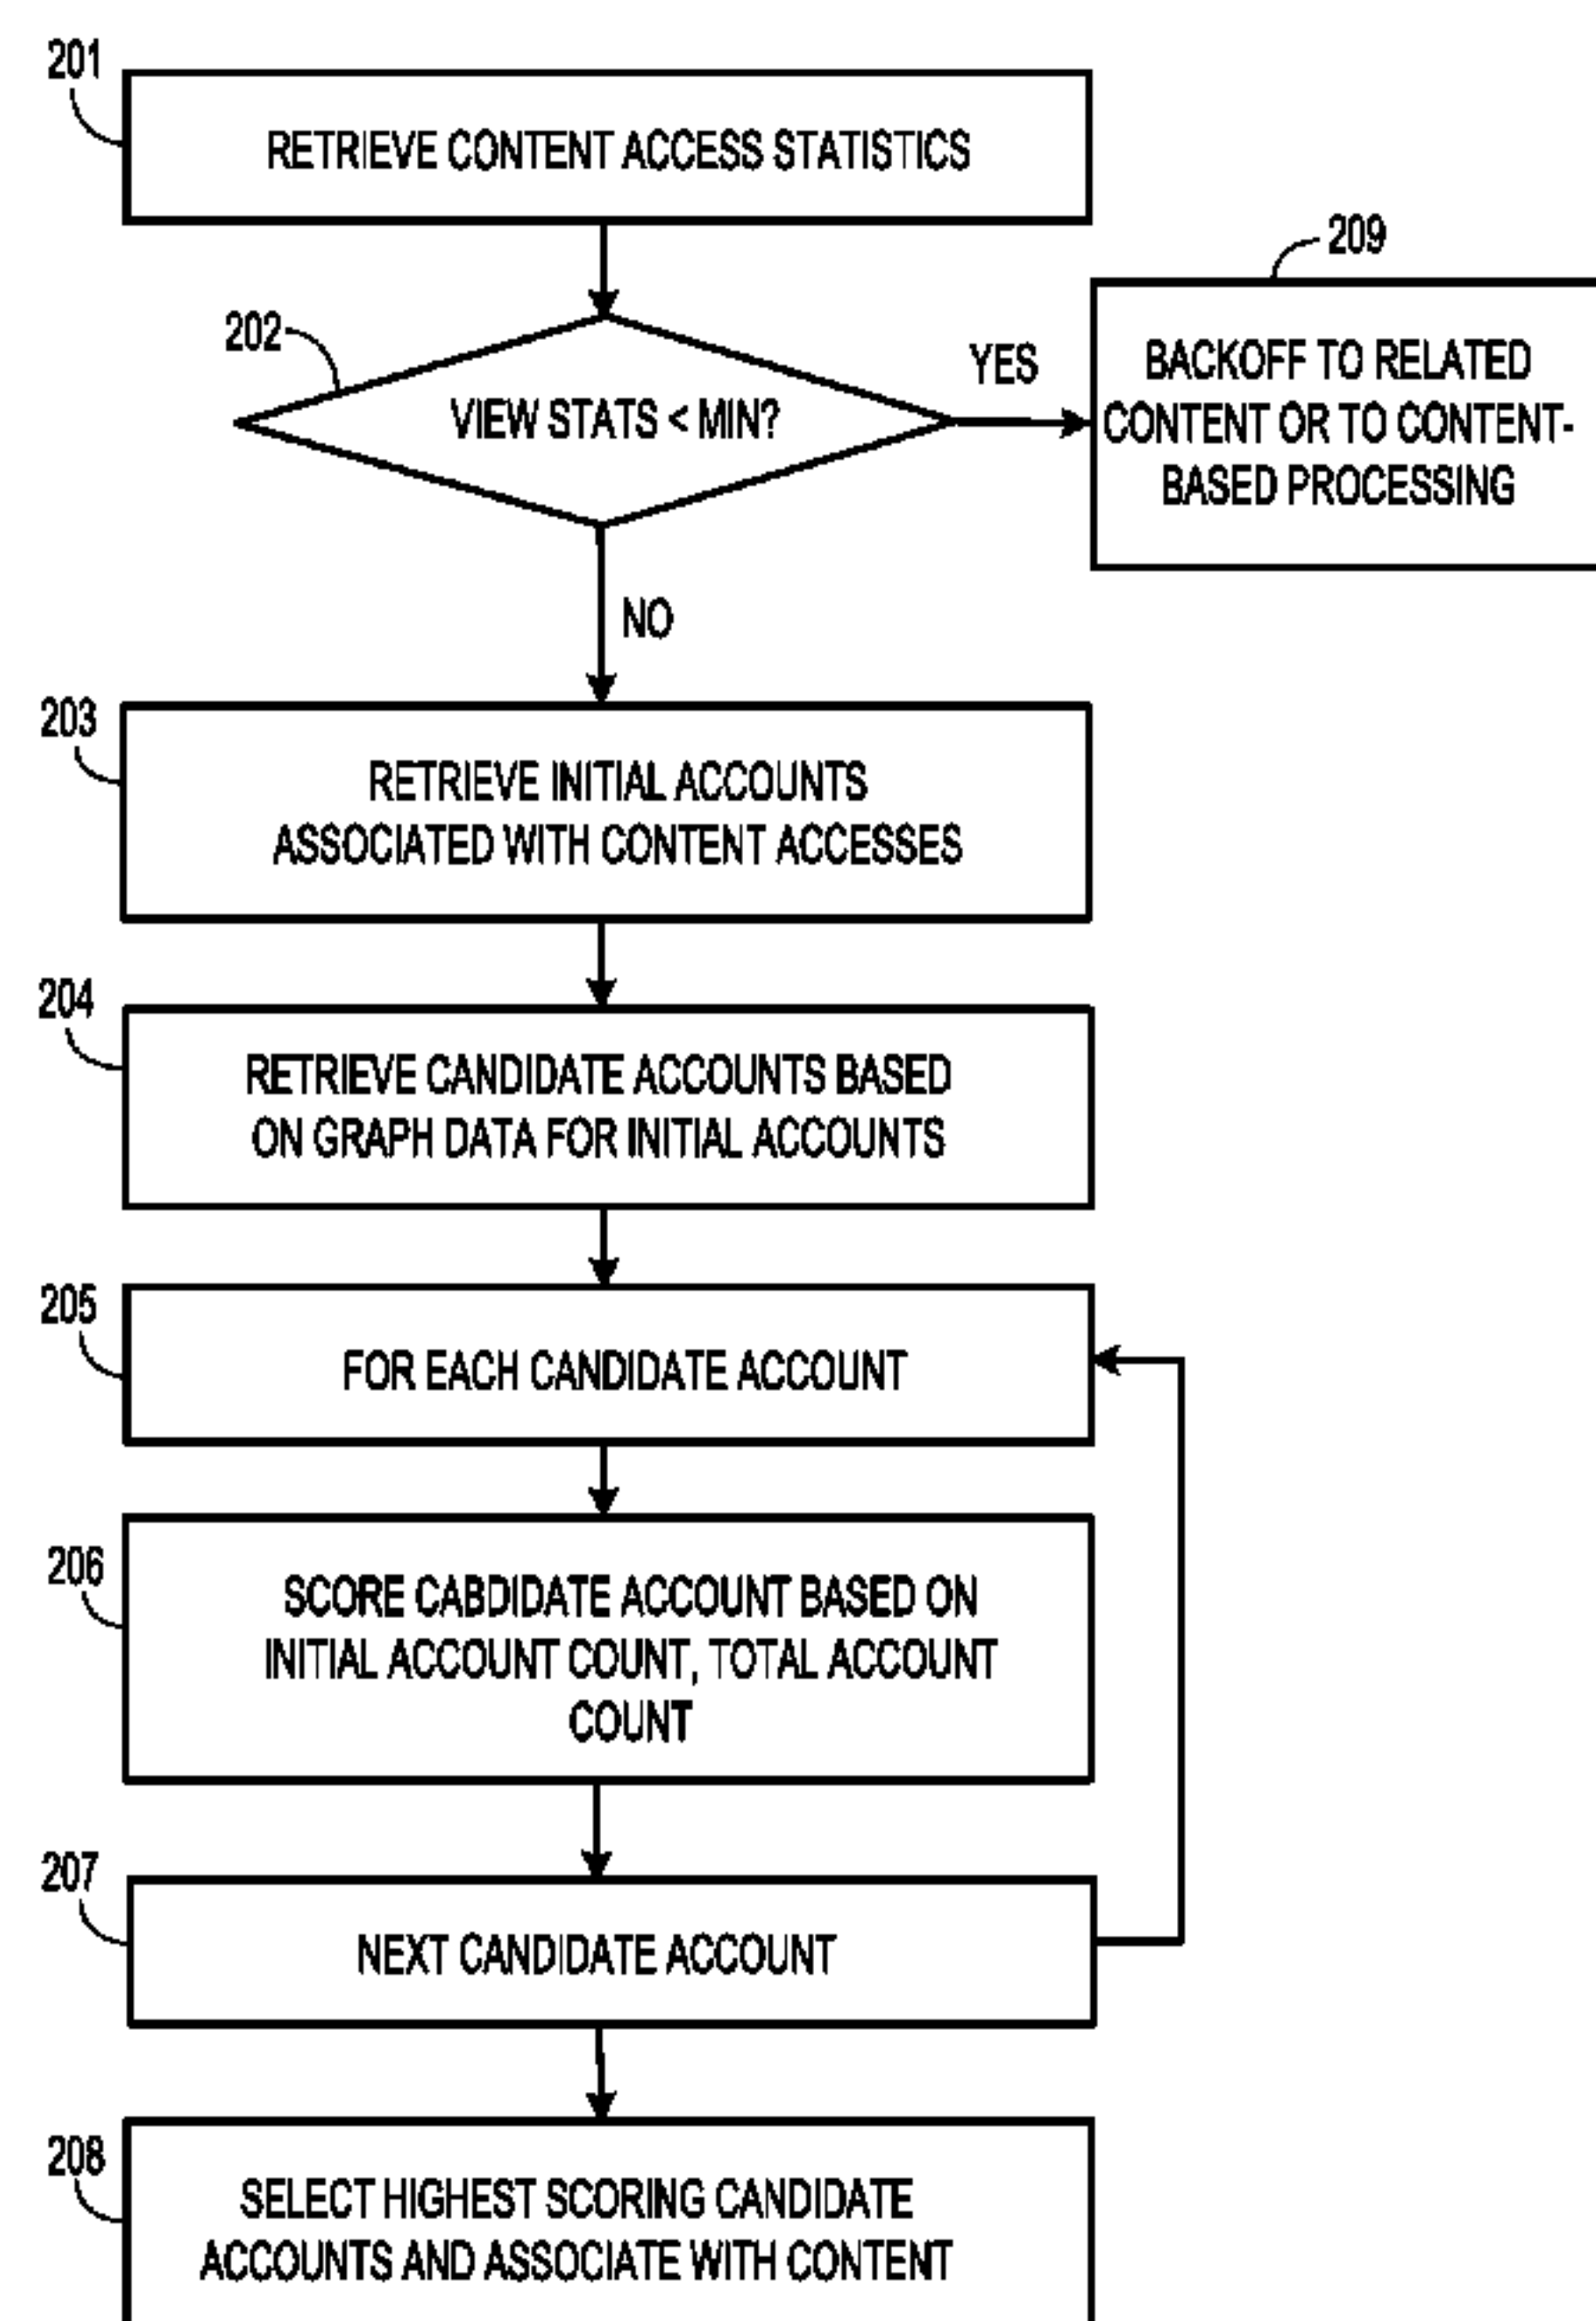 201
RETRIEVE CONTENT ACCESS STATISTICS
209
202
VIEW STATS < MIN?
YES
BACKOFF TO RELATED
CONTENT OR TO CONTENT-
BASED PROCESSING
NO
203
RETRIEVE INITIAL ACCOUNTS
ASSOCIATED WITH CONTENT ACCESSES
204
RETRIEVE CANDIDATE ACCOUNTS BASED
ON GRAPH DATA FOR INITIAL ACCOUNTS
205
FOR EACH CANDIDATE ACCOUNT
206
SCORE CABDIDATE ACCOUNT BASED ON
INITIAL ACCOUNT COUNT, TOTAL ACCOUNT
COUNT
207
NEXT CANDIDATE ACCOUNT
208
SELECT HIGHEST SCORING CANDIDATE
ACCOUNTS AND ASSOCIATE WITH CONTENT